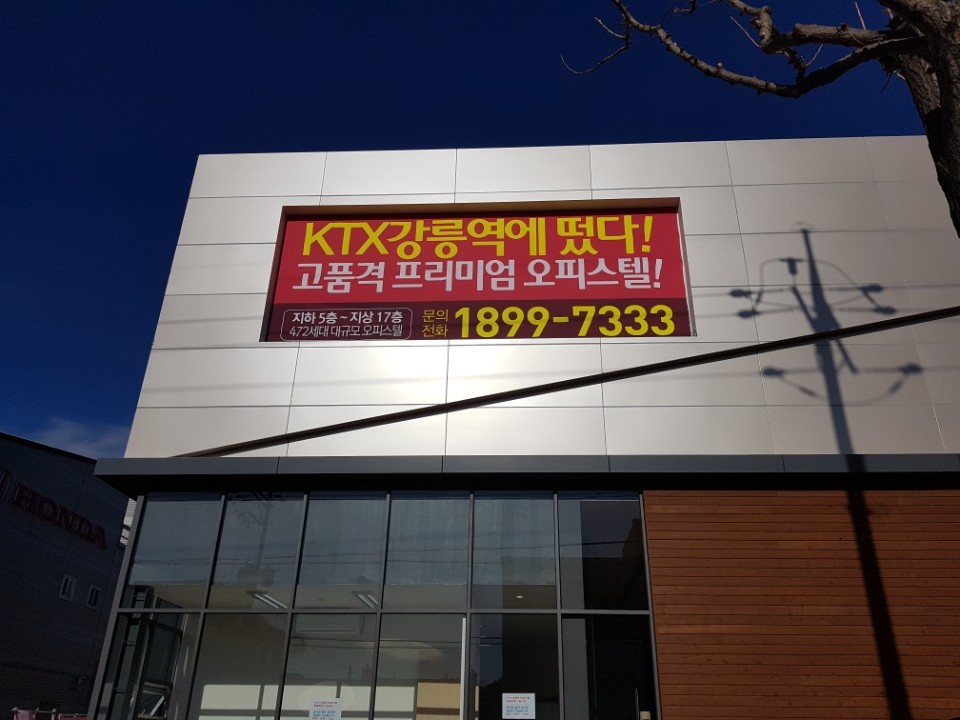 KTX강릉역에 떴다!
고품격 프리미엄 오피스텔!
지하 5층 ~ 지상 17층
472세대 대규모 오피스텔
문의
전화 1899-7333
HONDA